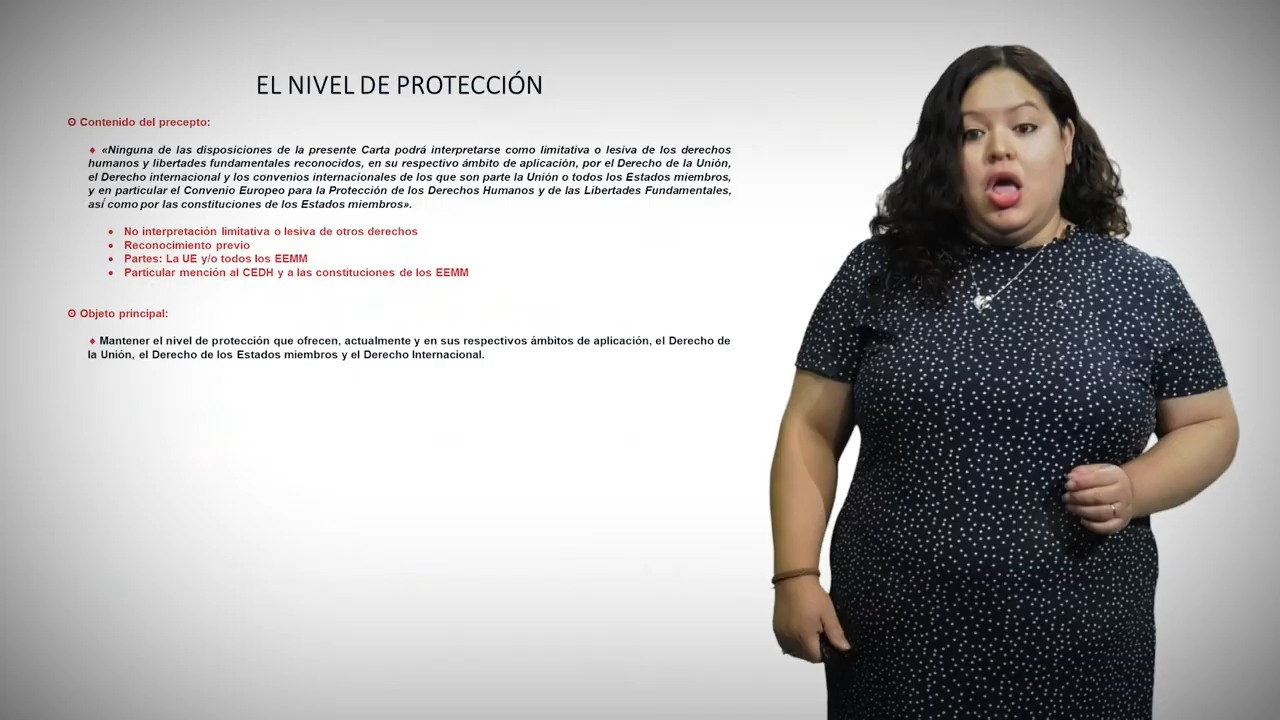 EL NIVEL DE PROTECCIÓN
⊙ Contenido del precepto:
♦ «Ninguna de las disposiciones de la presente Carta podrá interpretarse como limitativa o lesiva de los derechos
humanos y libertades fundamentales reconocidos, en su respectivo ámbito de aplicación, por el Derecho de la Unión,
el Derecho internacional y los convenios internacionales de los que son parte la Unión o todos los Estados miembros,
y en particular el Convenio Europeo para la Protección de los Derechos Humanos y de las Libertades Fundamentales,
así como por las constituciones de los Estados miembros».
• No interpretación limitativa o lesiva de otros derechos
• Reconocimiento previo
• Partes: La UE y/o todos los EEMM
• Particular mención al CEDH y a las constituciones de los EEMM
⊙ Objeto principal:
♦ Mantener el nivel de protección que ofrecen, actualmente y en sus respectivos ámbitos de aplicación, el Derecho de
la Unión, el Derecho de los Estados miembros y el Derecho Internacional.